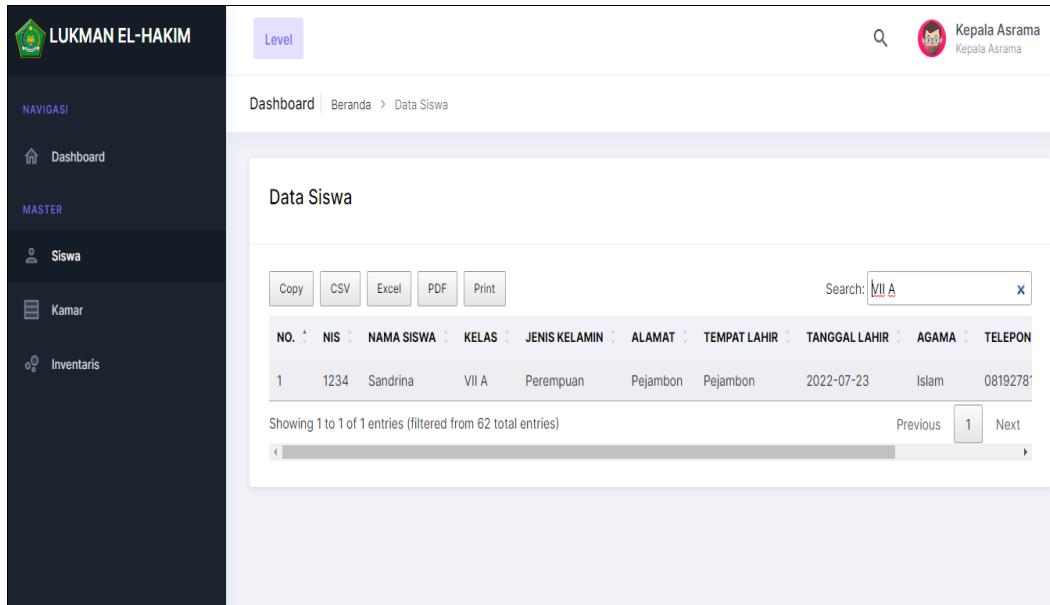 LUKMAN EL-HAKIM
Level
Kepala Asrama
Kepala Asrama
NAVIGASI
Dashboard
MASTER
Siswa
Kamar
Inventaris
Dashboard Beranda > Data Siswa
Data Siswa
Copy CSV Excel PDF Print Search: VII A x
NO. NIS NAMA SISWA KELAS JENIS KELAMIN ALAMAT TEMPAT LAHIR TANGGAL LAHIR AGAMA TELEPON
1 1234 Sandrina VII A Perempuan Pejambon Pejambon 2022-07-23 Islam 08192781
Showing 1 to 1 of 1 entries (filtered from 62 total entries) Previous 1 Next